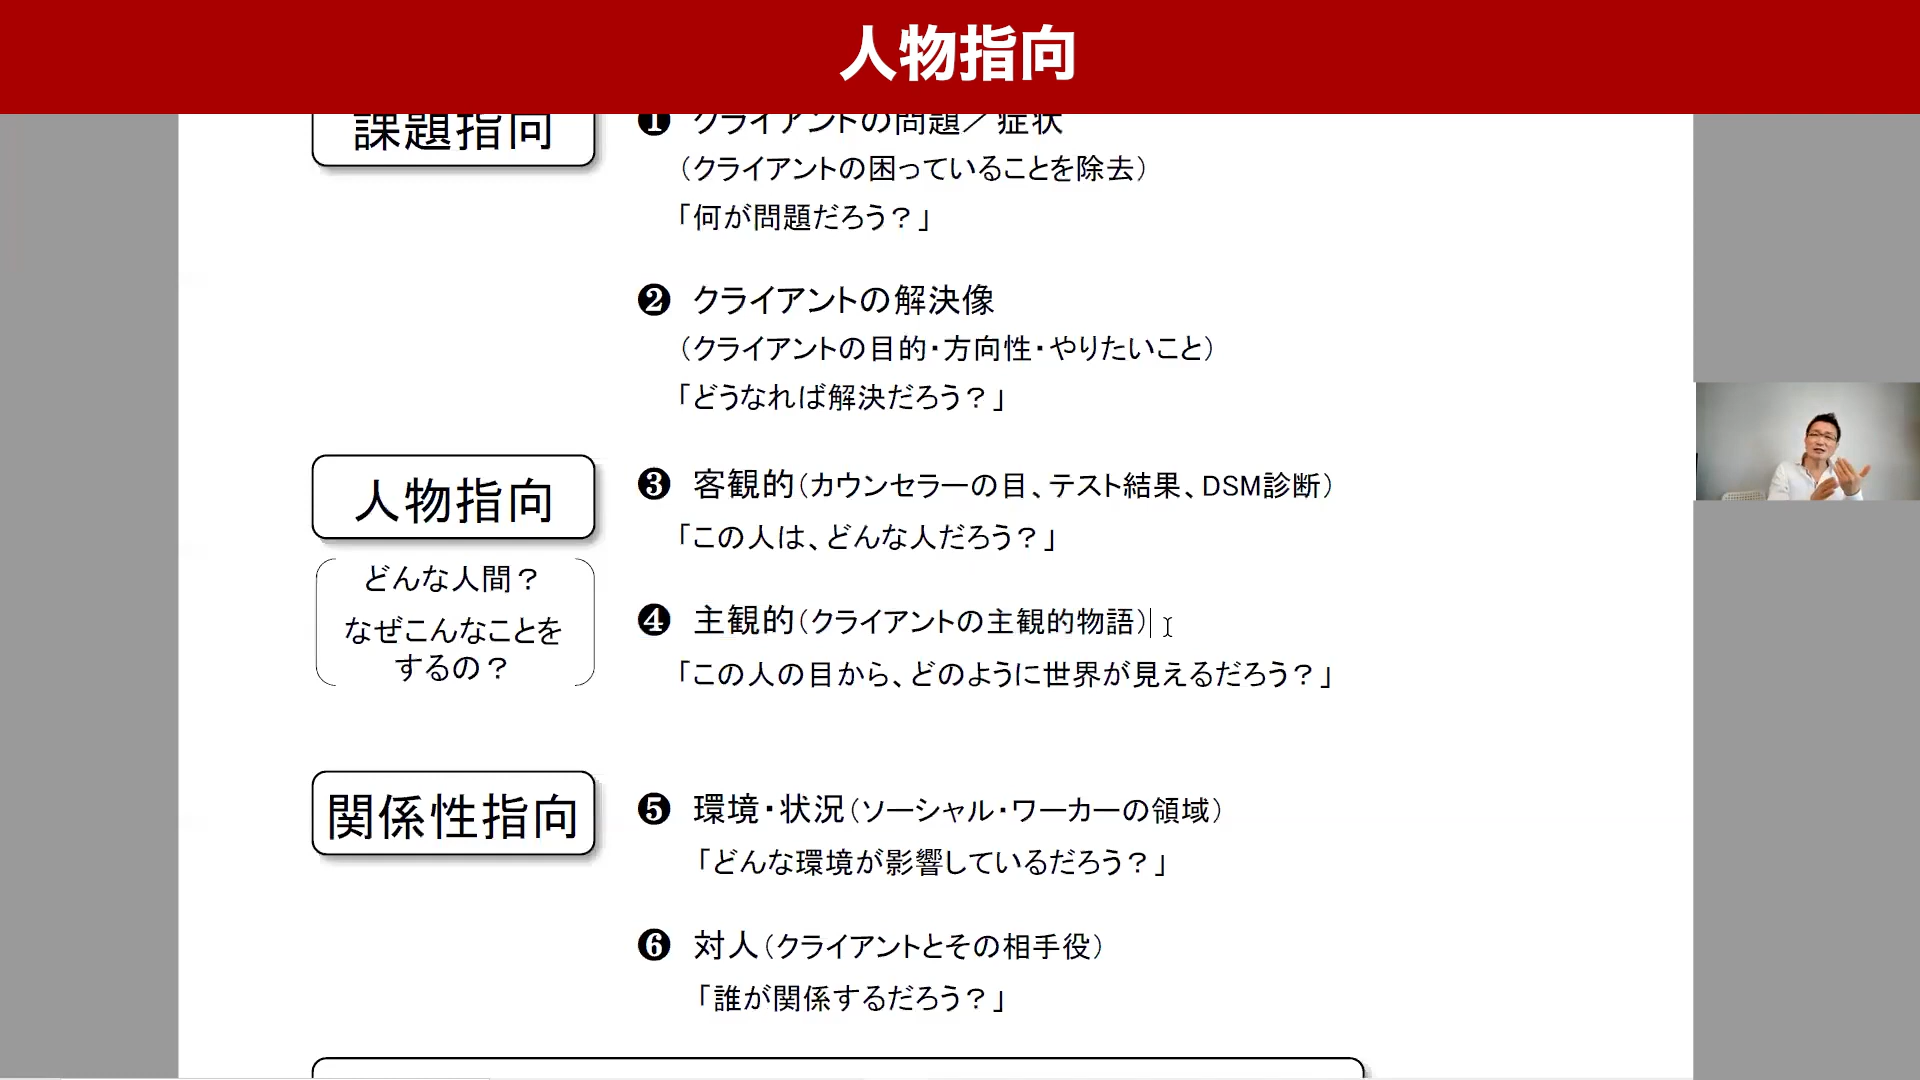 人物指向
課題指向
❶ クライアントの問題／症状
（クライアントの困っていることを除去）
「何が問題だろう？」
❷ クライアントの解決像
（クライアントの目的・方向性・やりたいこと）
「どうなれば解決だろう？」
人物指向
どんな人間？
なぜこんなことを
するの？
❸ 客観的（カウンセラーの目、テスト結果、DSM診断）
「この人は、どんな人だろう？」
❹ 主観的（クライアントの主観的物語）
「この人の目から、どのように世界が見えるだろう？」
関係性指向
❺ 環境・状況（ソーシャル・ワーカーの領域）
「どんな環境が影響しているだろう？」
❻ 対人（クライアントとその相手役）
「誰が関係するだろう？」